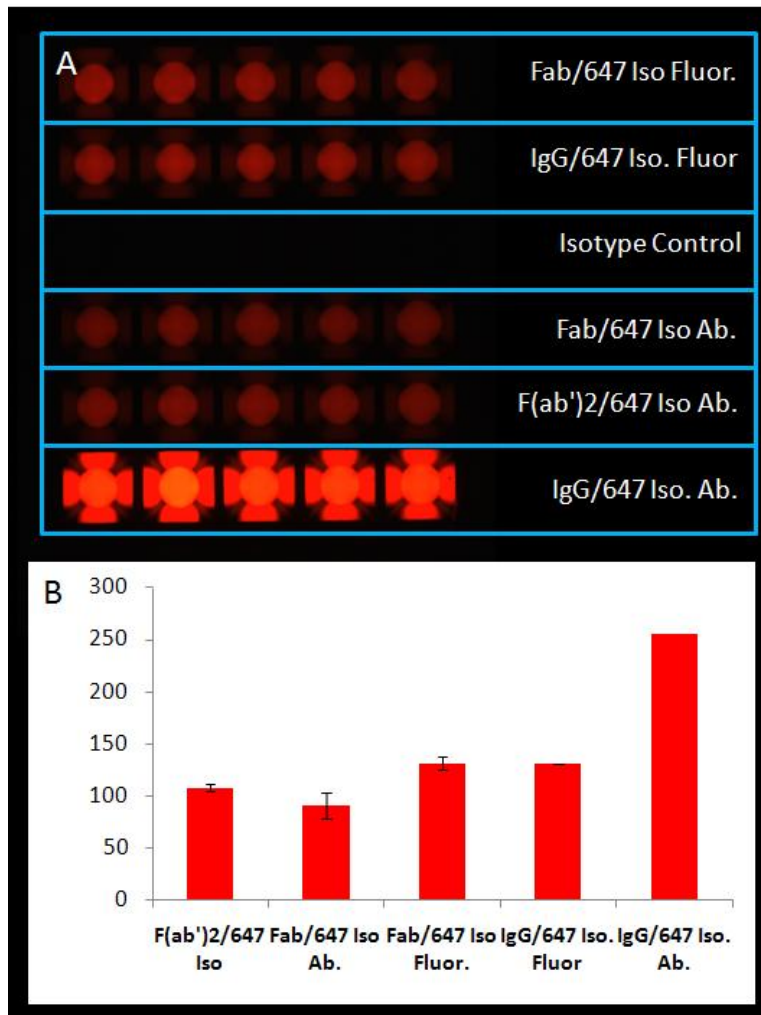 A
Fab/647 Iso Fluor.
IgG/647 Iso. Fluor
Isotype Control
Fab/647 Iso Ab.
F(ab')2/647 Iso Ab.
IgG/647 Iso. Ab.
B
300
250
200
150
100
50
0
F(ab')2/647 Fab/647 Iso Fab/647 Iso IgG/647 Iso. IgG/647 Iso.
Iso Ab. Fluor. Fluor Ab.